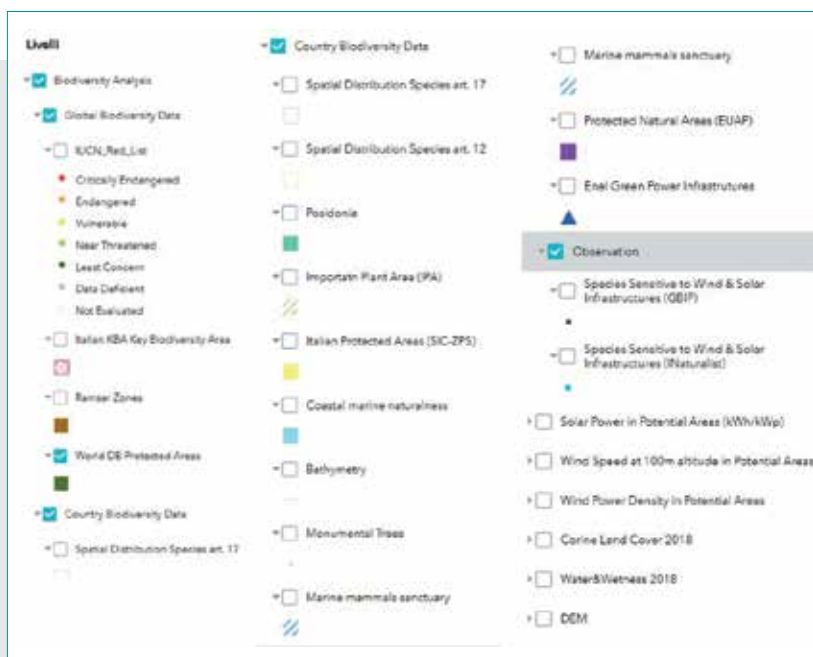 Livelli
Biodiversity Analysis
Global Biodiversity Data
IUCN_Red_List
Critically Endangered
Endangered
Vulnerable
Near Threatened
Least Concern
Data Deficient
Not Evaluated
Italian KBA Key Biodiversity Area
Ramsar Zones
World DB Protected Areas
Country Biodiversity Data
Spatial Distribution Species art. 17
Country Biodiversity Data
Spatial Distribution Species art. 17
Spatial Distribution Species art. 12
Posidonia
Importatn Plant Area (IPA)
Italian Protected Areas (SIC-ZPS)
Coastal marine naturalness
Bathymetry
Monumental Trees
Marine mammals sanctuary
Marine mammals sanctuary
Protected Natural Areas (EUAP)
Enel Green Power Infrastrutures
Observation
Species Sensitive to Wind & Solar
Infrastructures (GBIF)
Species Sensitive to Wind & Solar
Infrastructures (INaturalist)
Solar Power in Potential Areas (kWh/kWp)
Wind Speed at 100m altitude in Potential Areas
Wind Power Density in Potential Areas
Corine Land Cover 2018
Water&Wetness 2018
DEM